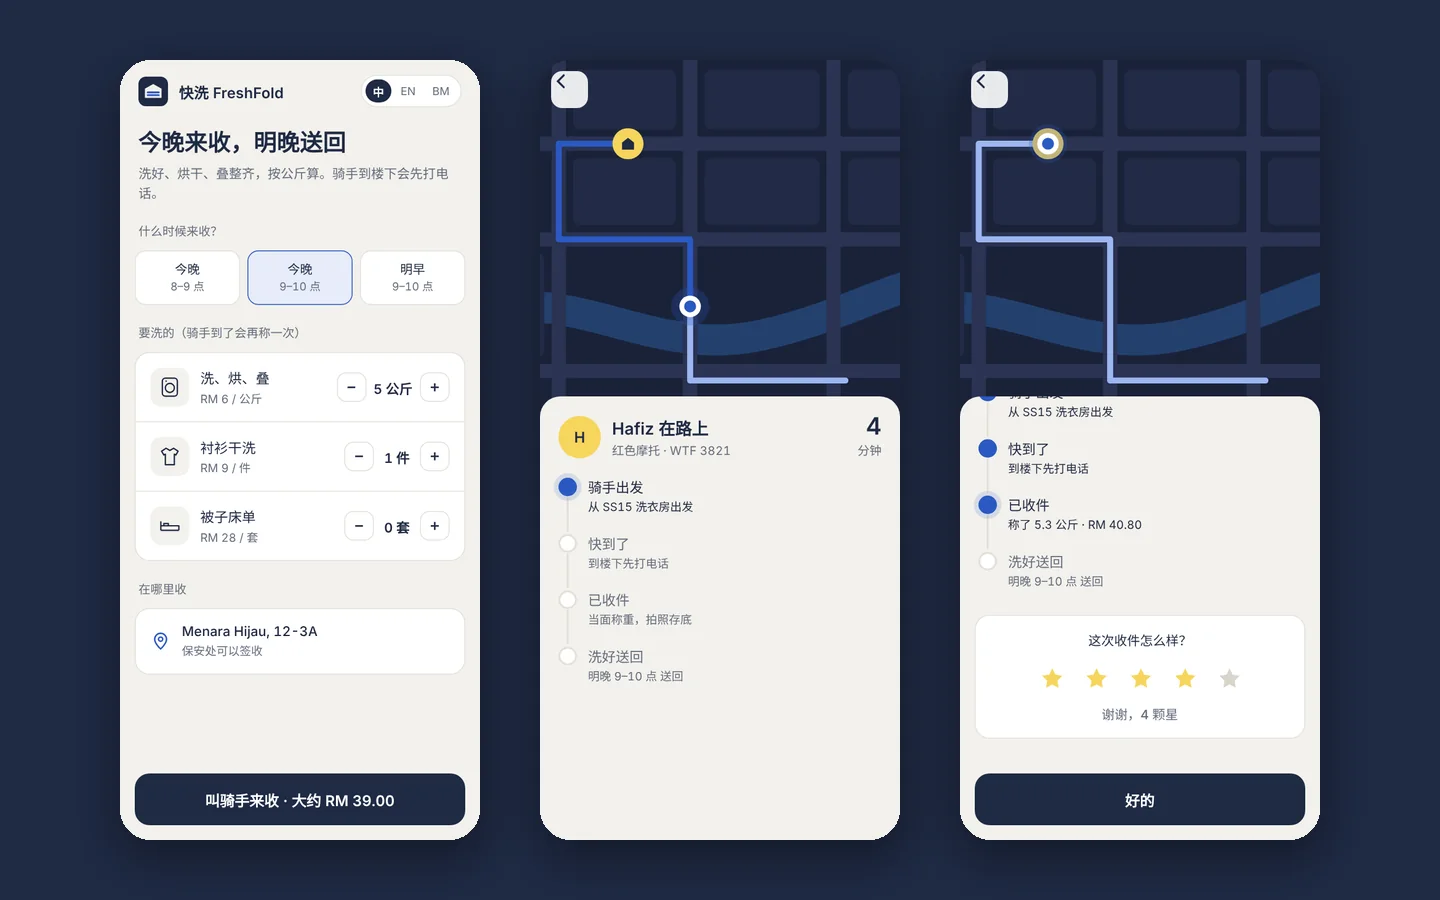 快洗 FreshFold
中 EN BM
今晚来收，明晚送回
洗好、烘干、叠整齐，按公斤算。骑手到楼下会先打电
话。
什么时候来收？
今晚
8–9 点
今晚
9–10 点
明早
9–10 点
要洗的（骑手到了会再称一次）
洗、烘、叠
RM 6 / 公斤
− 5 公斤 +
衬衫干洗
RM 9 / 件
− 1 件 +
被子床单
RM 28 / 套
− 0 套 +
在哪里收
Menara Hijau, 12-3A
保安处可以签收
叫骑手来收 · 大约 RM 39.00
H
Hafiz 在路上
红色摩托 · WTF 3821
4
分钟
骑手出发
从 SS15 洗衣房出发
快到了
到楼下先打电话
已收件
当面称重，拍照存底
洗好送回
明晚 9–10 点 送回
从 SS15 洗衣房出发
快到了
到楼下先打电话
已收件
称了 5.3 公斤 · RM 40.80
洗好送回
明晚 9–10 点 送回
这次收件怎么样？
谢谢，4 颗星
好的